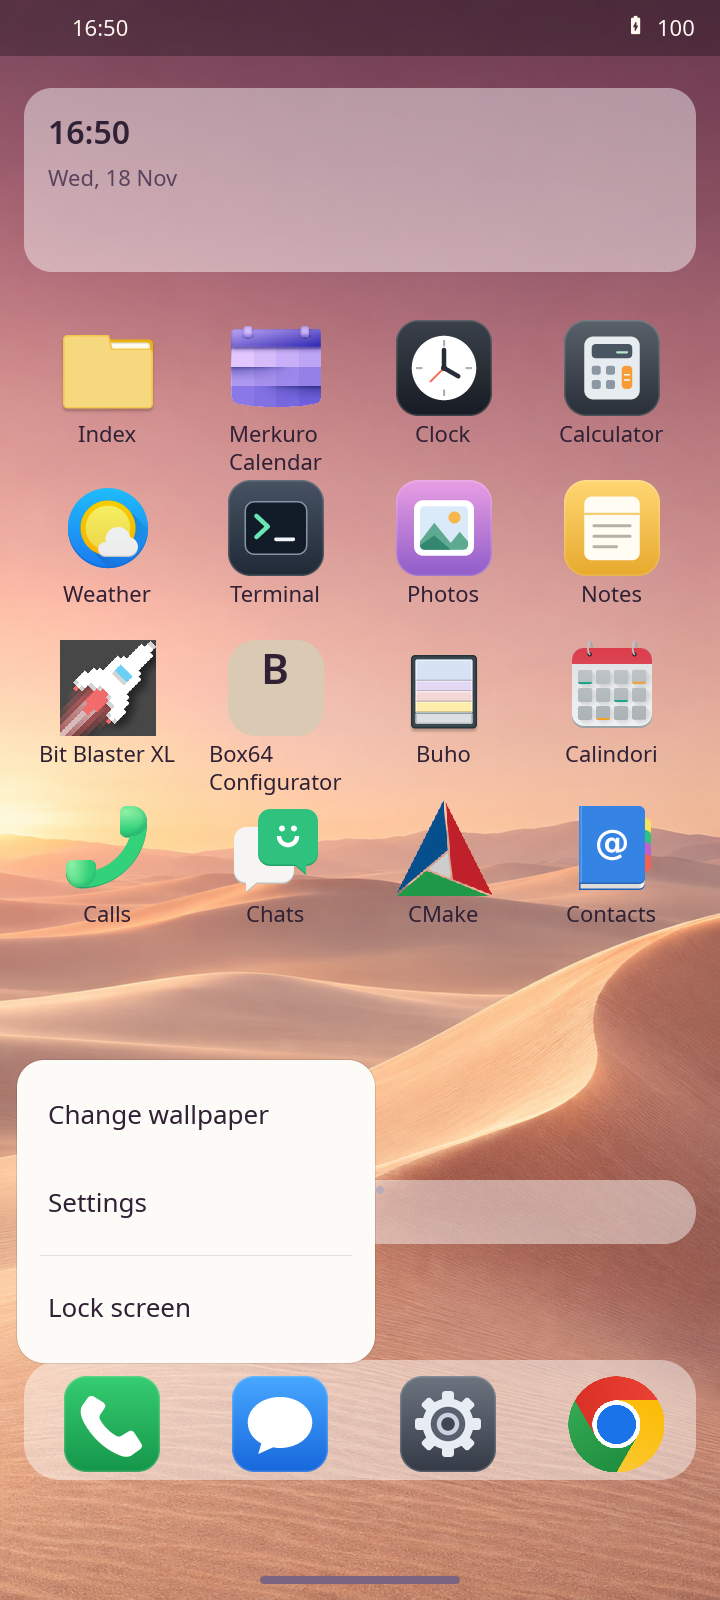 16:50
100
16:50
Wed, 18 Nov
Index
Merkuro
Calendar
Clock
Calculator
Weather
Terminal
Photos
Notes
B
Bit Blaster XL
Box64
Configurator
Buho
Calindori
@
Calls
Chats
CMake
Contacts
Change wallpaper
Settings
Lock screen